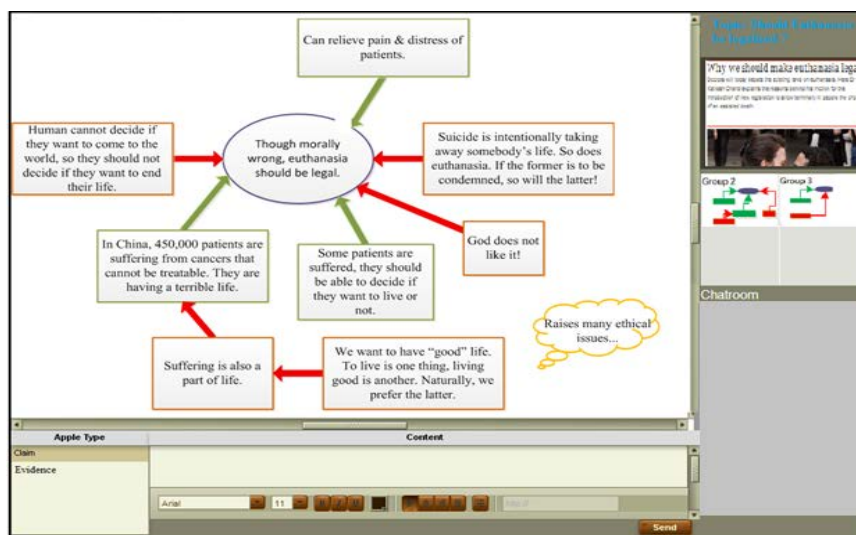 Can relieve pain & distress of
patients.
Human cannot decide if
they want to come to the
world, so they should not
decide if they want to end
their life.
Though morally
wrong, euthanasia
should be legal.
Suicide is intentionally taking
away somebody's life. So does
euthanasia. If the former is to be
condemned, so will the latter!
In China, 450,000 patients are
suffering from cancers that
cannot be treatable. They are
having a terrible life.
Some patients are
suffered, they should
be able to decide if
they want to live or
not.
God does not
like it!
Raises many ethical
issues...
Suffering is also a
part of life.
We want to have “good” life.
To live is one thing, living
good is another. Naturally, we
prefer the latter.
Topic: Should Euthanasia
be legalized ?
Why we should make euthanasia lega
Group 2
Group 3
Chatroom
Apple Type
Content
Claim
Evidence
Arial
11
Send